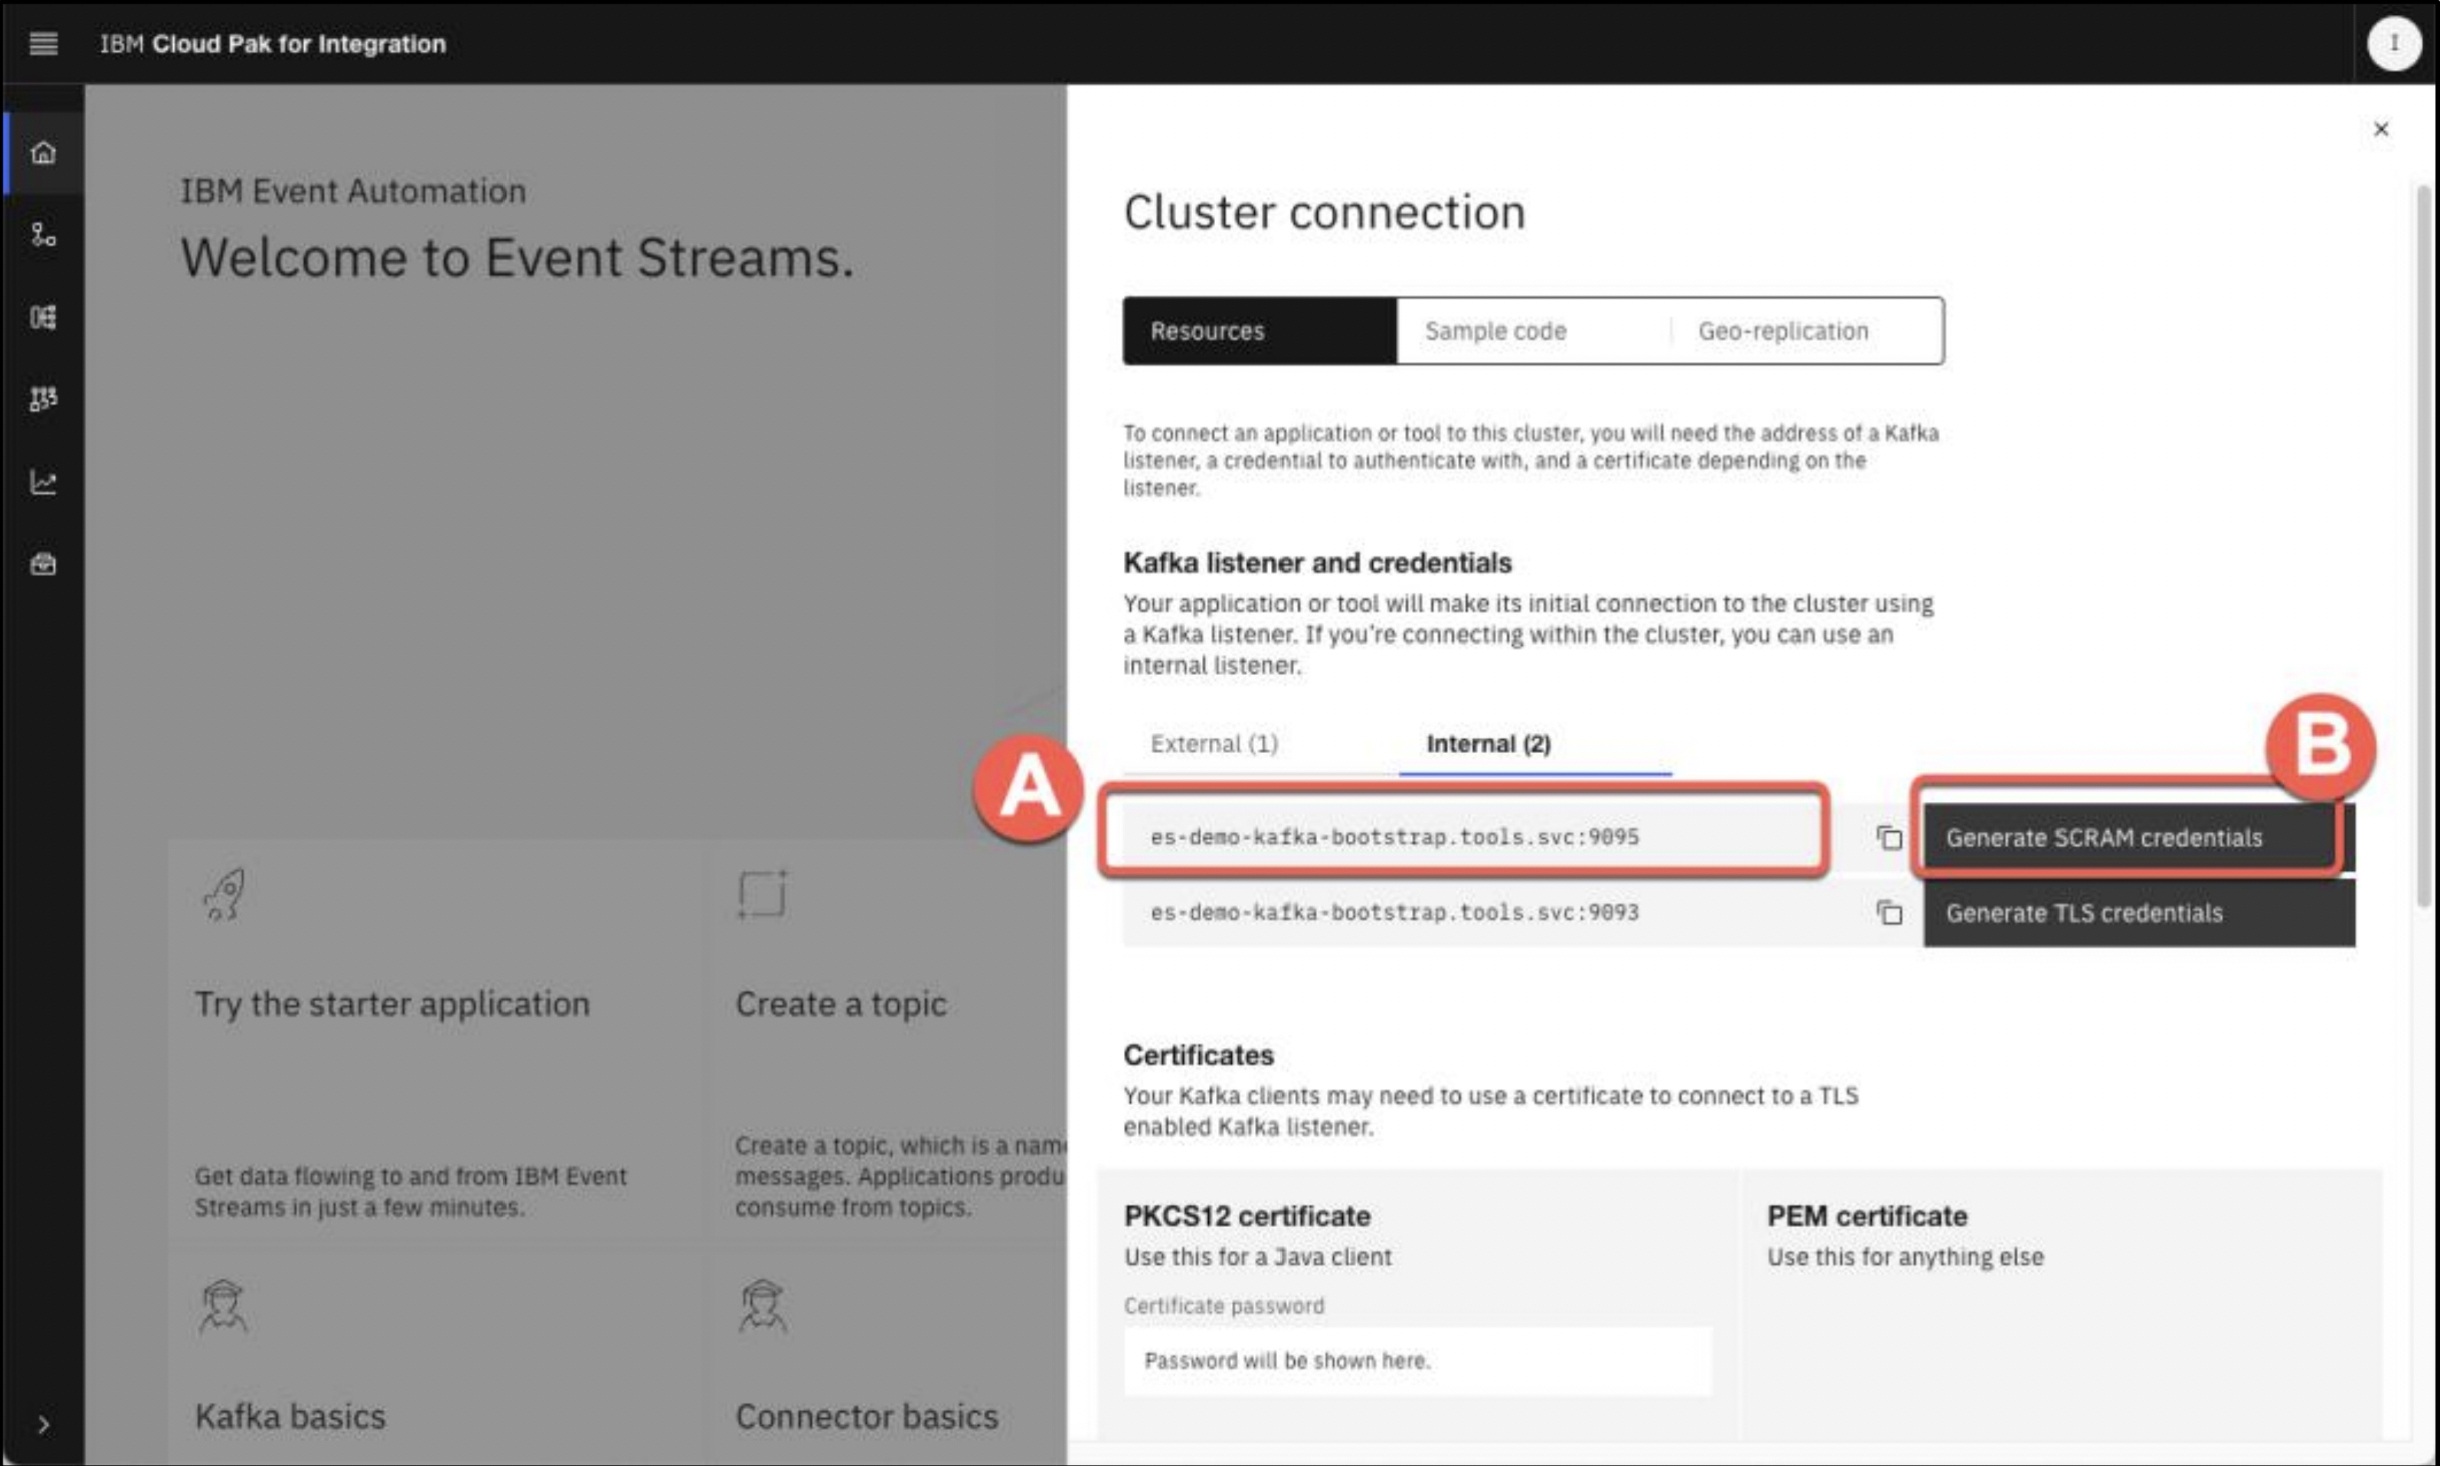 IBM Cloud Pak for Integration
I
IBM Event Automation
Welcome to Event Streams.
Try the starter application
Get data flowing to and from IBM Event
Streams in just a few minutes.
Create a topic
Create a topic, which is a name
messages. Applications produ
consume from topics.
Kafka basics
Connector basics
Cluster connection
Resources
Sample code
Geo-replication
To connect an application or tool to this cluster, you will need the address of a Kafka
listener, a credential to authenticate with, and a certificate depending on the
listener.
Kafka listener and credentials
Your application or tool will make its initial connection to the cluster using
a Kafka listener. If you're connecting within the cluster, you can use an
internal listener.
External (1)
Internal (2)
A
B
es-demo-kafka-bootstrap.tools.svc:9095
Generate SCRAM credentials
es-demo-kafka-bootstrap.tools.svc:9093
Generate TLS credentials
Certificates
Your Kafka clients may need to use a certificate to connect to a TLS
enabled Kafka listener.
PKCS12 certificate
Use this for a Java client
Certificate password
Password will be shown here.
PEM certificate
Use this for anything else